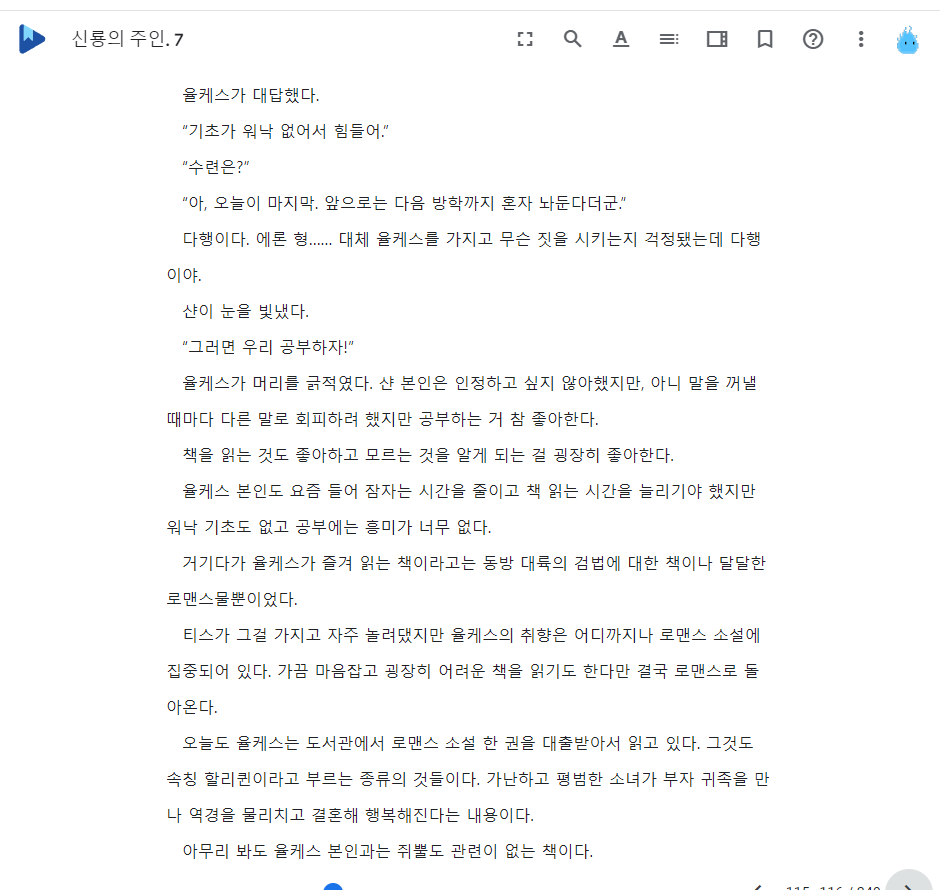 신룡의 주인. 7
율케스가 대답했다.
“기초가 워낙 없어서 힘들어.”
“수련은?”
“아, 오늘이 마지막. 앞으로는 다음 방학까지 혼자 놔둔다더군.”
다행이다. 에론 형…… 대체 율케스를 가지고 무슨 짓을 시키는지 걱정됐는데 다행
이야.
샨이 눈을 빛냈다.
“그러면 우리 공부하자!”
율케스가 머리를 긁적였다. 샨 본인은 인정하고 싶지 않아했지만, 아니 말을 꺼낼
때마다 다른 말로 회피하려 했지만 공부하는 거 참 좋아한다.
책을 읽는 것도 좋아하고 모르는 것을 알게 되는 걸 굉장히 좋아한다.
율케스 본인도 요즘 들어 잠자는 시간을 줄이고 책 읽는 시간을 늘리기야 했지만
워낙 기초도 없고 공부에는 흥미가 너무 없다.
거기다가 율케스가 즐겨 읽는 책이라고는 동방 대륙의 검법에 대한 책이나 달달한
로맨스물뿐이었다.
티스가 그걸 가지고 자주 놀려댔지만 율케스의 취향은 어디까지나 로맨스 소설에
집중되어 있다. 가끔 마음잡고 굉장히 어려운 책을 읽기도 한다만 결국 로맨스로 돌
아온다.
오늘도 율케스는 도서관에서 로맨스 소설 한 권을 대출받아서 읽고 있다. 그것도
속칭 할리퀸이라고 부르는 종류의 것들이다. 가난하고 평범한 소녀가 부자 귀족을 만
나 역경을 물리치고 결혼해 행복해진다는 내용이다.
아무리 봐도 율케스 본인과는 쥐뿔도 관련이 없는 책이다.